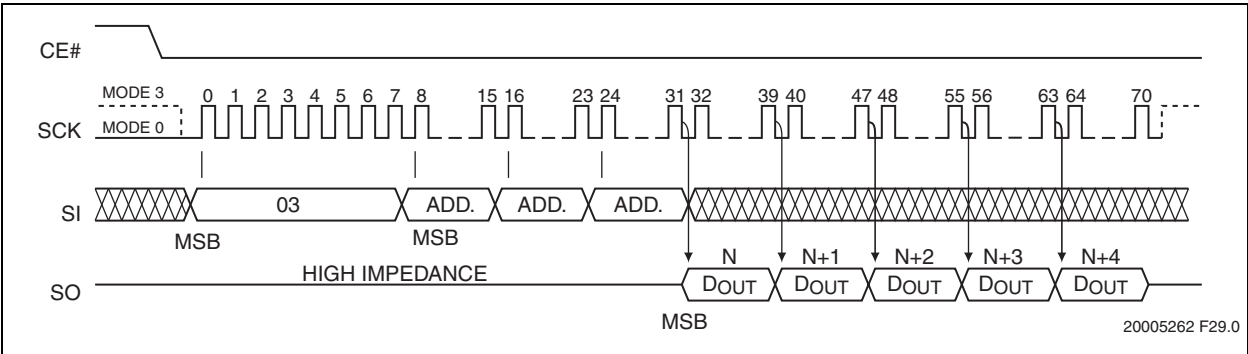 CE#
MODE 3
0 1 2 3 4 5 6 7 8 15 16 23 24 31 32 39 40 47 48 55 56 63 64 70
SCK
MODE 0
SI
03 ADD. ADD. ADD.
MSB MSB
N N+1 N+2 N+3 N+4
HIGH IMPEDANCE
SO
DOUT DOUT DOUT DOUT DOUT
MSB
20005262 F29.0